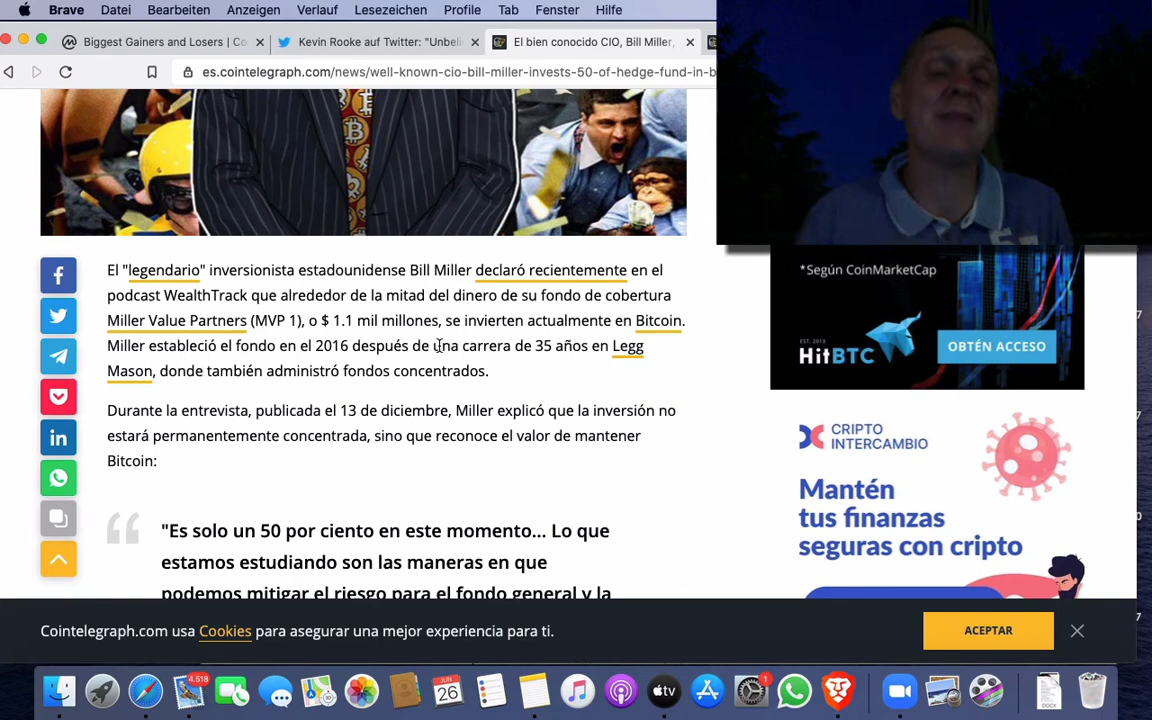 Brave Datei Bearbeiten Anzeigen Verlauf Lesezeichen Profile Tab Fenster Hilfe
Biggest Gainers and Losers | Co
Kevin Rooke auf Twitter: "Unbeli
El bien conocido CIO, Bill Miller,
es.cointelegraph.com/news/well-known-cio-bill-miller-invests-50-of-hedge-fund-in-b
El "legendario" inversionista estadounidense Bill Miller declaró recientemente en el
podcast WealthTrack que alrededor de la mitad del dinero de su fondo de cobertura
Miller Value Partners (MVP 1), o $ 1.1 mil millones, se invierten actualmente en Bitcoin.
Miller estableció el fondo en el 2016 después de una carrera de 35 años en Legg
Mason, donde también administró fondos concentrados.
Durante la entrevista, publicada el 13 de diciembre, Miller explicó que la inversión no
estará permanentemente concentrada, sino que reconoce el valor de mantener
Bitcoin:
"Es solo un 50 por ciento en este momento... Lo que
estamos estudiando son las maneras en que
podemos mitigar el riesgo para el fondo general y la
*Según CoinMarketCap
EST. 2013
HitBTC
OBTÉN ACCESO
CRIPTO
INTERCAMBIO
Mantén
tus finanzas
seguras con cripto
Cointelegraph.com usa Cookies para asegurar una mejor experiencia para ti.
ACEPTAR
4.518
JUN
26
tv
1
DOCX